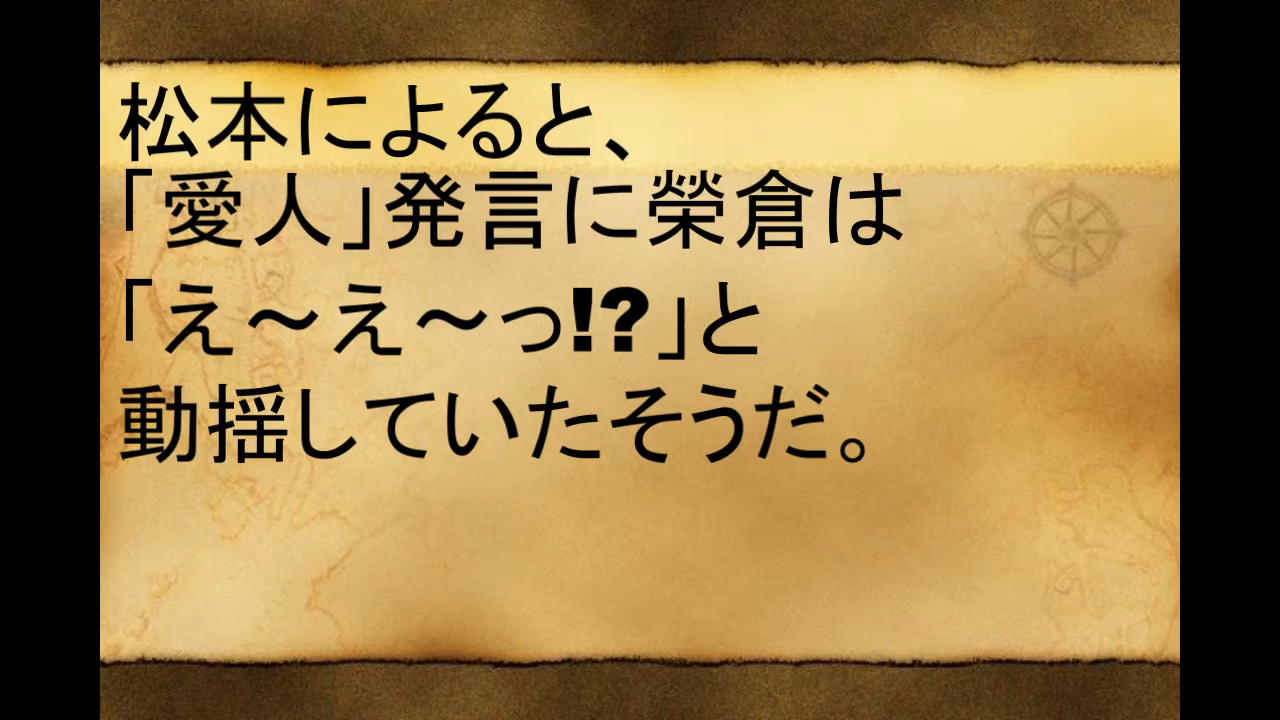 松本によると、
「愛人」発言に榮倉は
「え～え～っ!?」と
動揺していたそうだ。